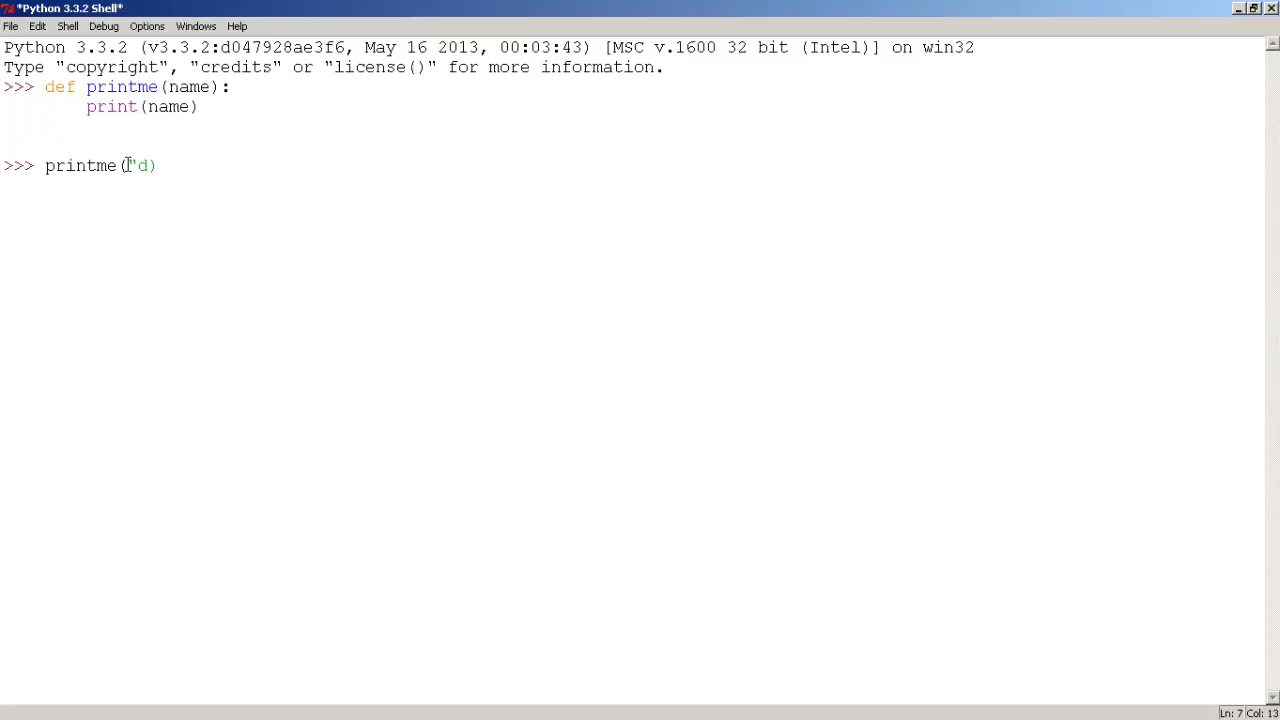 *Python 3.3.2 Shell*
File Edit Shell Debug Options Windows Help
Python 3.3.2 (v3.3.2:d047928ae3f6, May 16 2013, 00:03:43) [MSC v.1600 32 bit (Intel)] on win32
Type "copyright", "credits" or "license()" for more information.
>>> def printme(name):
        print(name)
>>> printme("d)
Ln: 7 Col: 13